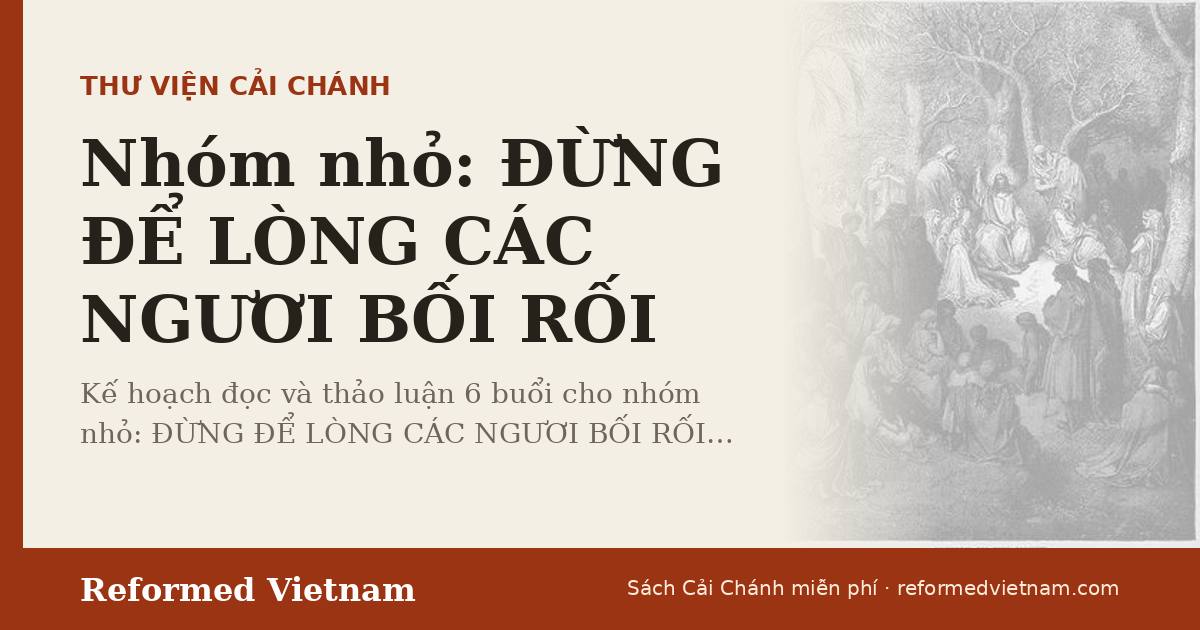 THƯ VIỆN CẢI CHÁNH
Nhóm nhỏ: ĐỪNG
ĐỂ LÒNG CÁC
NGƯƠI BỐI RỐI
Kế hoạch đọc và thảo luận 6 buổi cho nhóm
nhỏ: ĐỪNG ĐỂ LÒNG CÁC NGƯƠI BỐI RỐI...
Reformed Vietnam
Sách Cải Chánh miễn phí · reformedvietnam.com